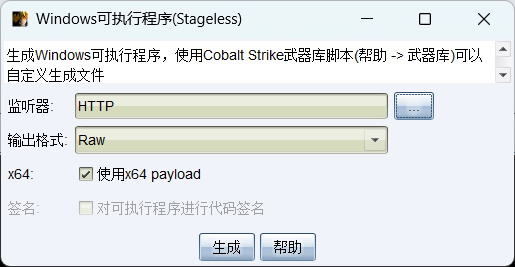 Windows可执行程序(Stageless)
生成Windows可执行程序，使用Cobalt Strike武器库脚本(帮助 -> 武器库)可以
自定义生成文件
监听器: HTTP ...
输出格式: Raw
x64: 使用x64 payload
签名: 对可执行程序进行代码签名
生成 帮助